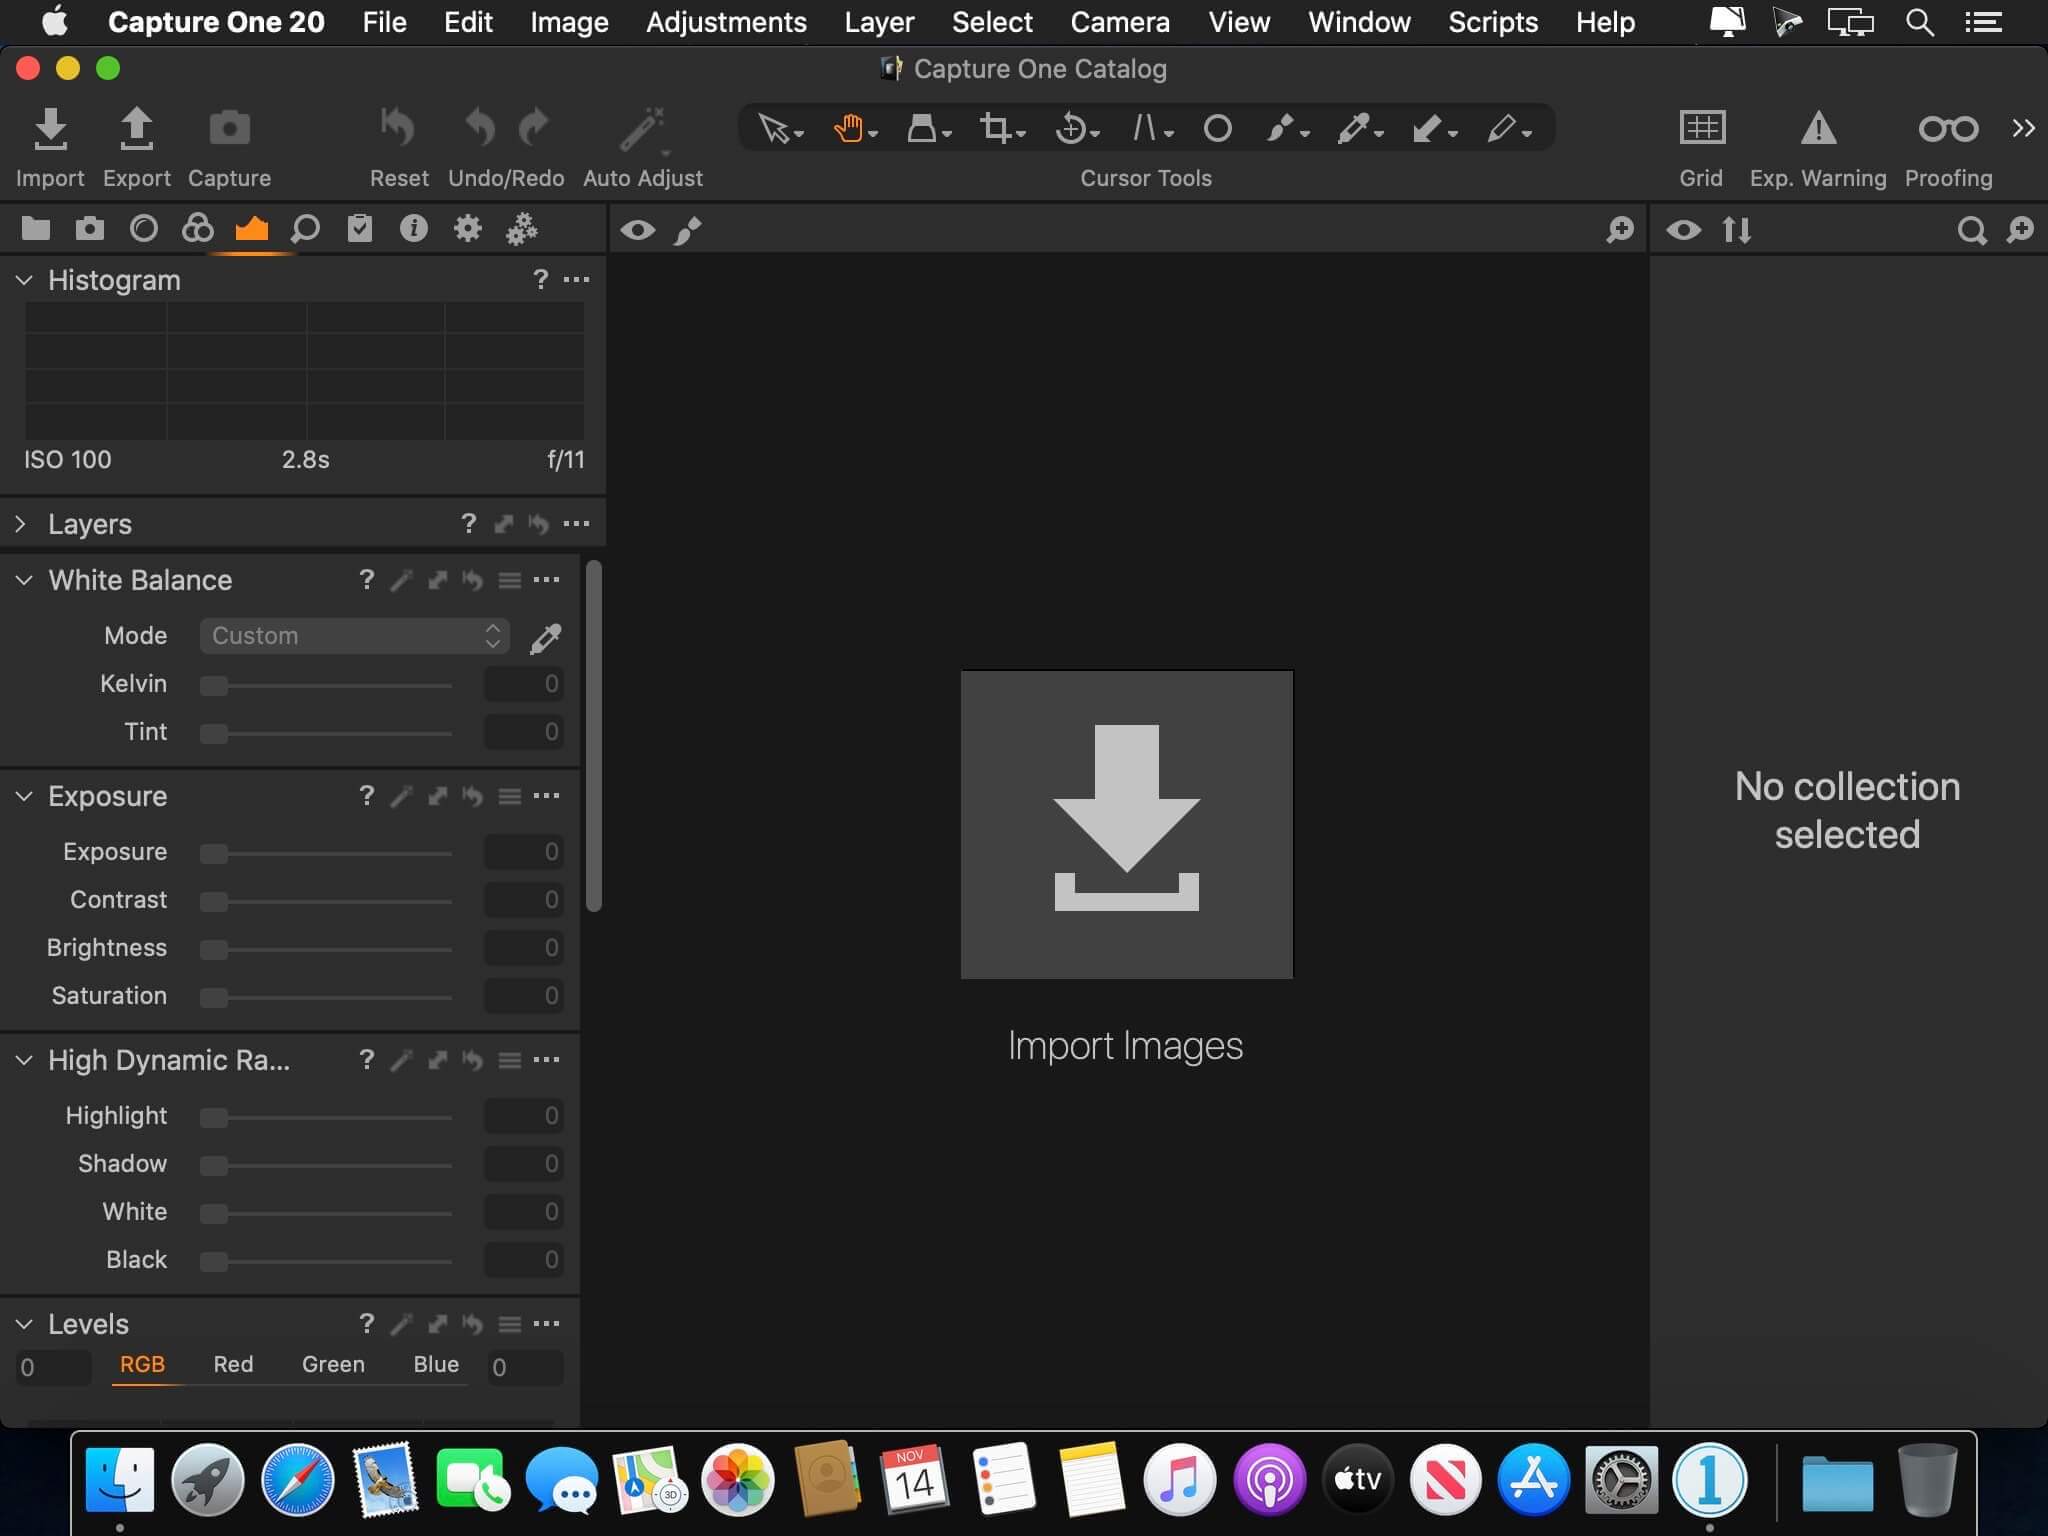 Capture One 20 File Edit Image Adjustments Layer Select Camera View Window Scripts Help
Capture One Catalog
Import Export Capture Reset Undo/Redo Auto Adjust Cursor Tools Grid Exp. Warning Proofing
Histogram ?
ISO 100 2.8s f/11
Layers ?
White Balance ?
Mode Custom
Kelvin 0
Tint 0
Exposure ?
Exposure 0
Contrast 0
Brightness 0
Saturation 0
High Dynamic Ra... ?
Highlight 0
Shadow 0
White 0
Black 0
Levels ?
0 RGB Red Green Blue 0
Import Images
No collection
selected
NOV
14
3D
tv
1